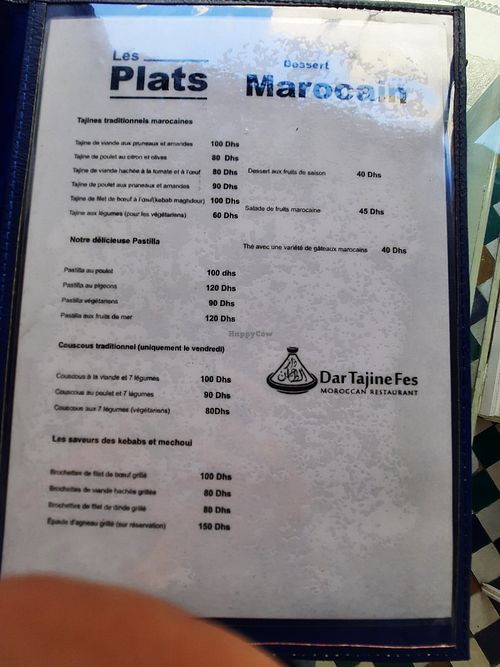 Les
Plats
Tajines traditionnels marocaines
Tajine de viande aux pruneaux et amandes 100 Dhs
Tajine de poulet au citron et olives 80 Dhs
Tajine de viande hachée à la tomate et à l'œuf 80 Dhs
Tajine de poulet aux pruneaux et amandes 90 Dhs
Tajine de filet de bœuf à l'œuf(kebab maghdour) 100 Dhs
Tajine aux légumes (pour les végétariens) 60 Dhs
Notre délicieuse Pastilla
Pastilla au poulet 100 dhs
Pastilla au pigeons 120 Dhs
Pastilla végétariens 90 Dhs
Pastilla aux fruits de mer 120 Dhs
Couscous traditionnel (uniquement le vendredi)
Couscous à la viande et 7 légumes 100 Dhs
Couscous au poulet et 7 légumes 90 Dhs
Couscous aux 7 légumes (végétariens) 80Dhs
Les saveurs des kebabs et mechoui
Brochettes de filet de bœuf grillé 100 Dhs
Brochettes de viande hachée grillée 80 Dhs
Brochettes de filet de dinde grillé 80 Dhs
Épaule d'agneau grillé (sur réservation) 150 Dhs
Dessert
Marocain
Dessert aux fruits de saison 40 Dhs
Salade de fruits marocaine 45 Dhs
Thé avec une variété de gâteaux marocains 40 Dhs
HappyCow
دار الطاجين
Dar Tajine Fes
MOROCCAN RESTAURANT